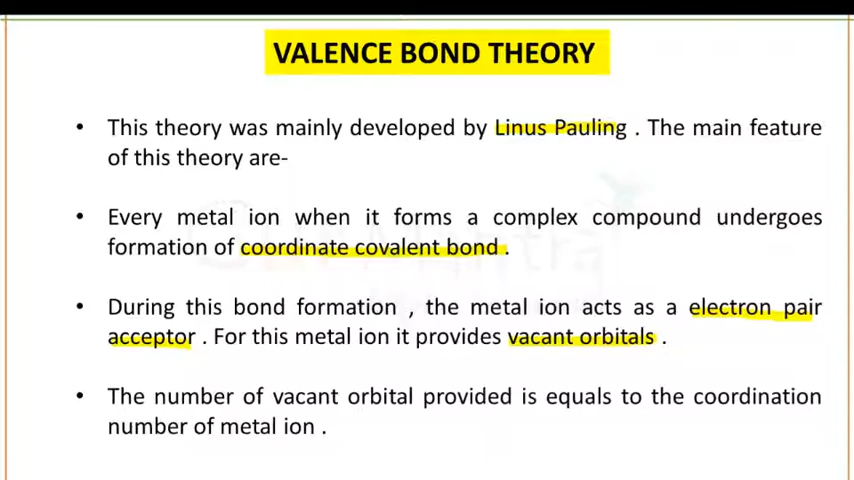 VALENCE BOND THEORY
• This theory was mainly developed by Linus Pauling . The main feature
of this theory are-
• Every metal ion when it forms a complex compound undergoes
formation of coordinate covalent bond .
• During this bond formation , the metal ion acts as a electron pair
acceptor . For this metal ion it provides vacant orbitals .
• The number of vacant orbital provided is equals to the coordination
number of metal ion .